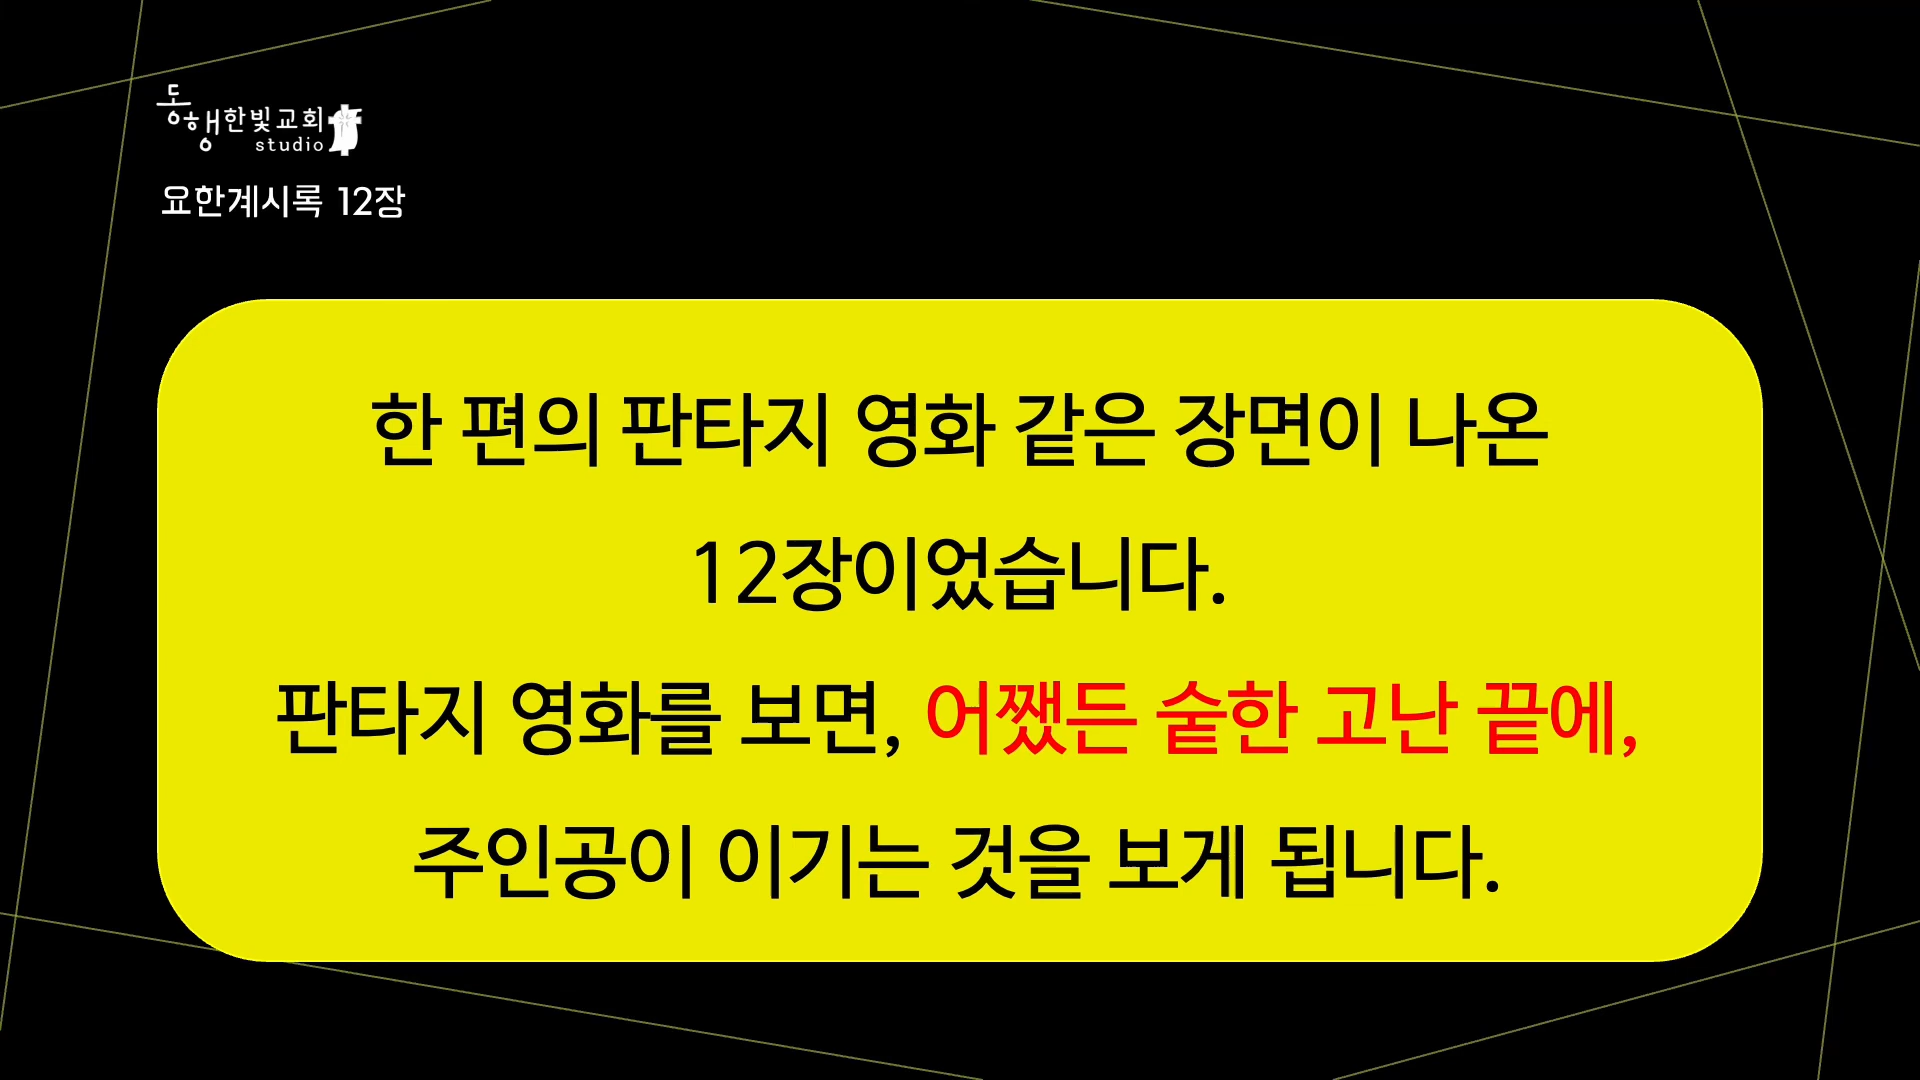 동행한빛교회
studio
요한계시록 12장
한 편의 판타지 영화 같은 장면이 나온
12장이었습니다.
판타지 영화를 보면, 어쨌든 숱한 고난 끝에,
주인공이 이기는 것을 보게 됩니다.